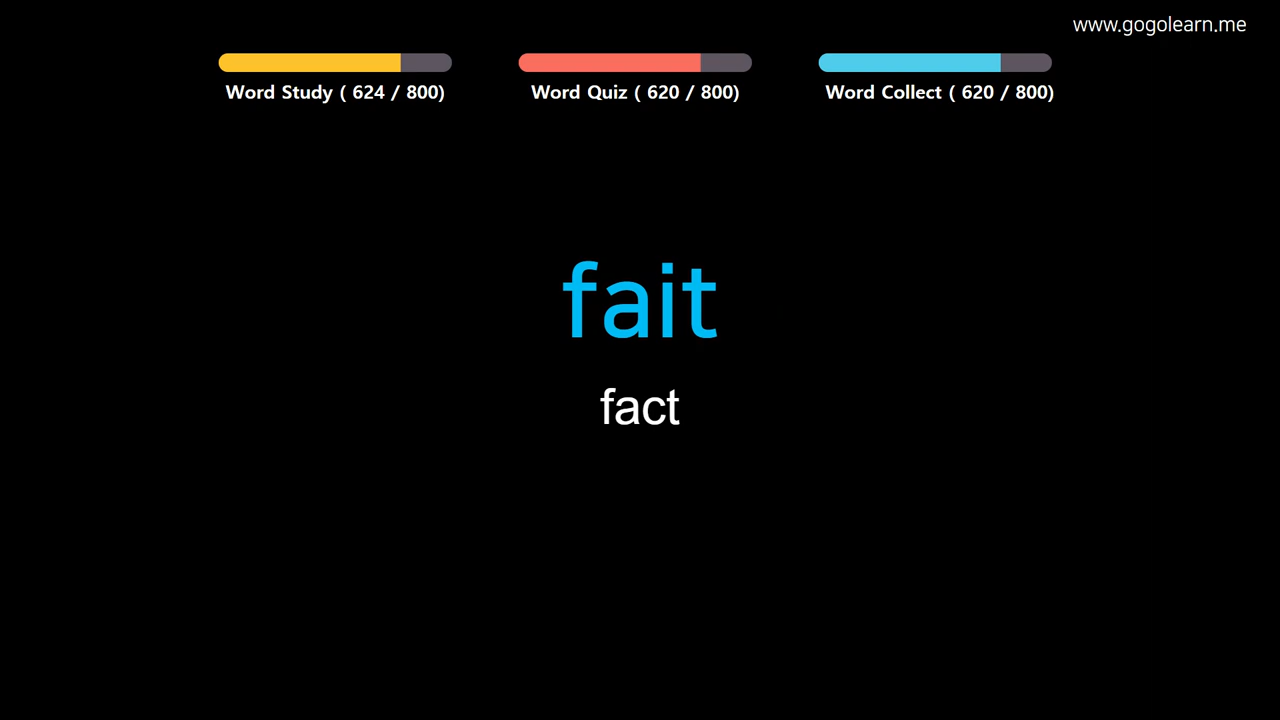 www.gogolearn.me
Word Study ( 624 / 800)
Word Quiz ( 620 / 800)
Word Collect ( 620 / 800)
fait
fact